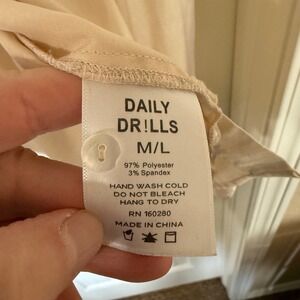 DAILY
DR!LLS
M/L
97% Polyester
3% Spandex
HAND WASH COLD
DO NOT BLEACH
HANG TO DRY
RN 160280
MADE IN CHINA